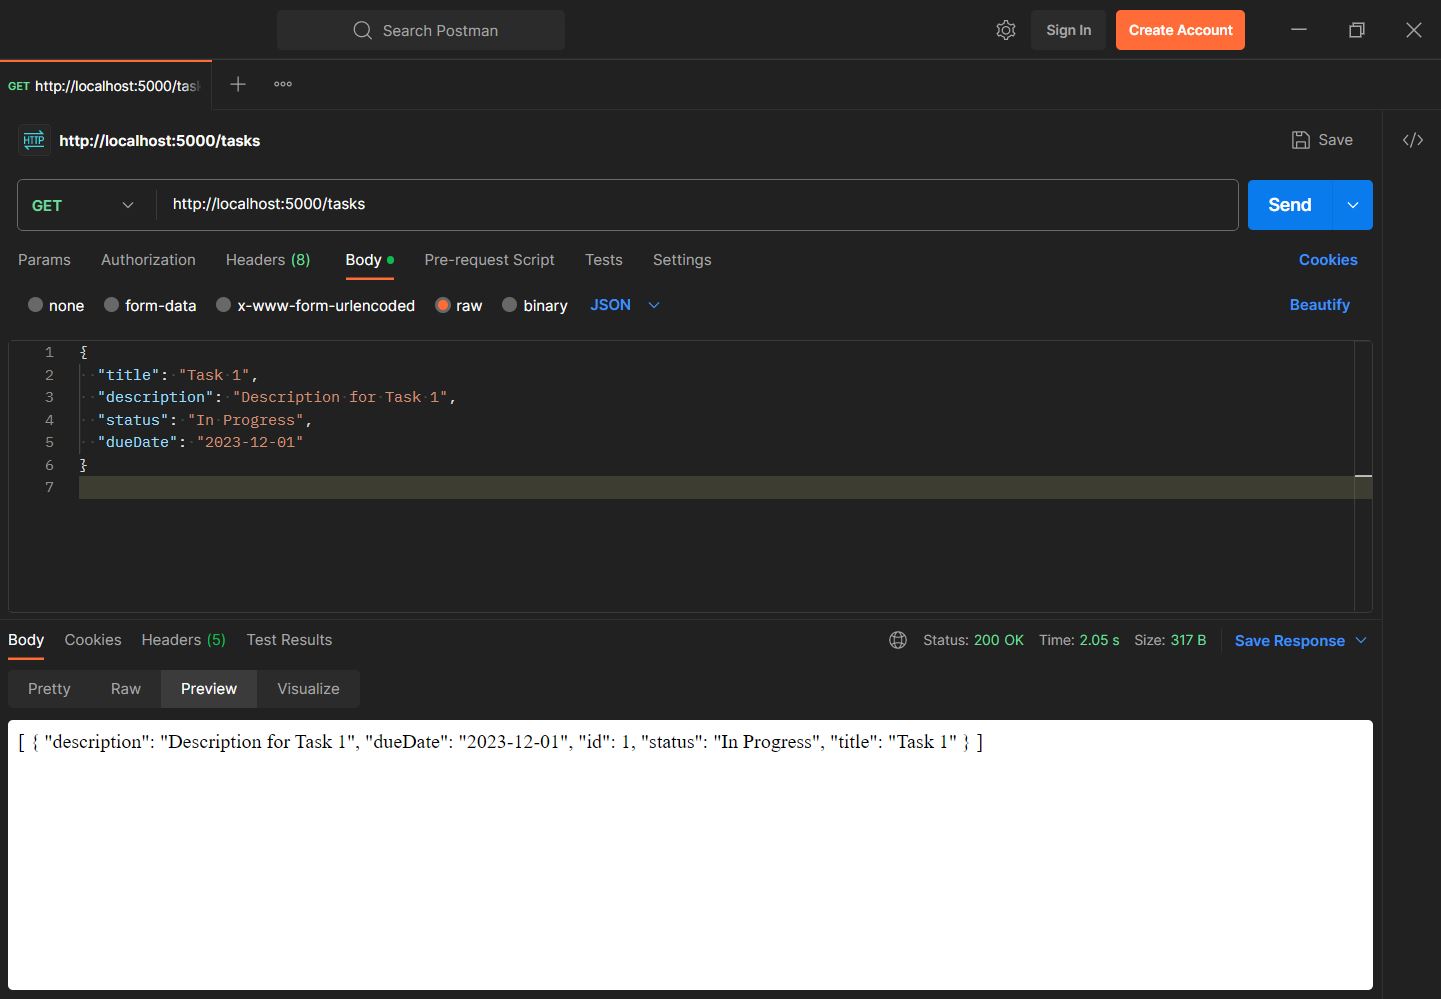 Search Postman
Sign In
Create Account
GET http://localhost:5000/tas
HTTP http://localhost:5000/tasks
Save
GET http://localhost:5000/tasks
Send
Params Authorization Headers (8) Body Pre-request Script Tests Settings Cookies
none form-data x-www-form-urlencoded raw binary JSON Beautify
1 {
2 "title": "Task 1",
3 "description": "Description for Task 1",
4 "status": "In Progress",
5 "dueDate": "2023-12-01"
6 }
7
Body Cookies Headers (5) Test Results Status: 200 OK Time: 2.05 s Size: 317 B Save Response
Pretty Raw Preview Visualize
[ { "description": "Description for Task 1", "dueDate": "2023-12-01", "id": 1, "status": "In Progress", "title": "Task 1" } ]